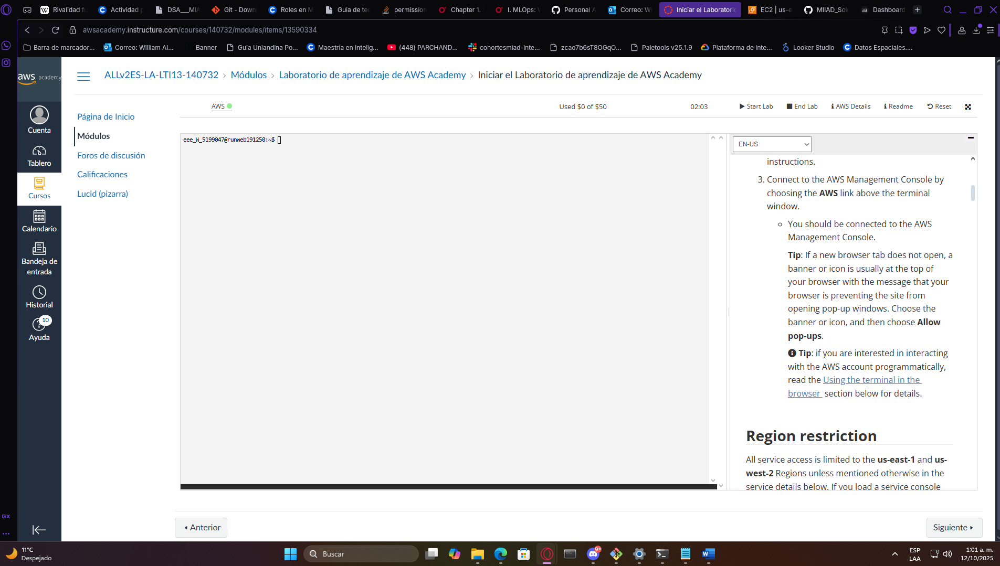 Rivalidad fu
Actividad p
DSA___MIA
Git - Down
Roles en M
Guia de tec
permission
Chapter 1.
I. MLOps:
Personal A
Correo: Wi
Iniciar el Laboratorio
EC2 | us-e
MIIAD_Solu
Dashboard
awsacademy.instructure.com/courses/140732/modules/items/13590334
Barra de marcador...
Correo: William Al...
Banner
Guia Uniandina Po...
Maestría en Intelig...
(448) PARCHAND...
cohortesmiad-inte...
zcao7b6sT8OGqO...
Paletools v25.1.9
Plataforma de inte...
Looker Studio
Datos Espaciales....
aws academy
ALLv2ES-LA-LTI13-140732 › Módulos › Laboratorio de aprendizaje de AWS Academy › Iniciar el Laboratorio de aprendizaje de AWS Academy
Cuenta
Tablero
Cursos
Calendario
Bandeja de
entrada
Historial
10
Ayuda
Página de Inicio
Módulos
Foros de discusión
Calificaciones
Lucid (pizarra)
AWS
Used $0 of $50
02:03
Start Lab
End Lab
AWS Details
Readme
Reset
eee_W_5199047@runweb191250:~$
EN-US
instructions.
3. Connect to the AWS Management Console by
choosing the AWS link above the terminal
window.
You should be connected to the AWS
Management Console.
Tip: If a new browser tab does not open, a
banner or icon is usually at the top of
your browser with the message that your
browser is preventing the site from
opening pop-up windows. Choose the
banner or icon, and then choose Allow
pop-ups.
Tip: if you are interested in interacting
with the AWS account programmatically,
read the Using the terminal in the
browser section below for details.
Region restriction
All service access is limited to the us-east-1 and us-
west-2 Regions unless mentioned otherwise in the
service details below. If you load a service console
Anterior
Siguiente
GX
11°C
Despejado
Buscar
9+
ESP
LAA
1:01 a. m.
12/10/2025